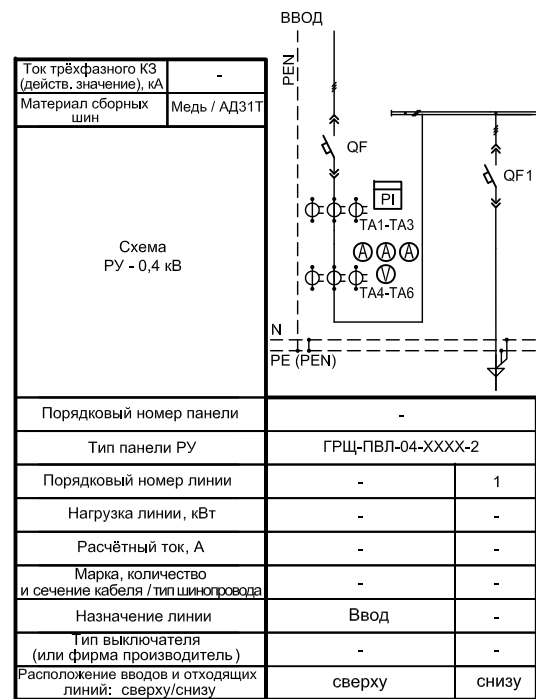 ВВОД
PEN
Ток трёхфазного КЗ
(действ. значение), кА
-
Материал сборных
шин
Медь / АД31Т
QF
QF1
PI
TA1-TA3
A A A
V
TA4-TA6
N
PE (PEN)
Схема
РУ - 0,4 кВ
Порядковый номер панели
-
Тип панели РУ
ГРЩ-ПВЛ-04-ХХХХ-2
Порядковый номер линии
-
1
Нагрузка линии, кВт
-
-
Расчётный ток, А
-
-
Марка, количество
и сечение кабеля / тип шинопровода
-
-
Назначение линии
Ввод
-
Тип выключателя
(или фирма производитель)
-
-
Расположение вводов и отходящих
линий: сверху/снизу
сверху
снизу